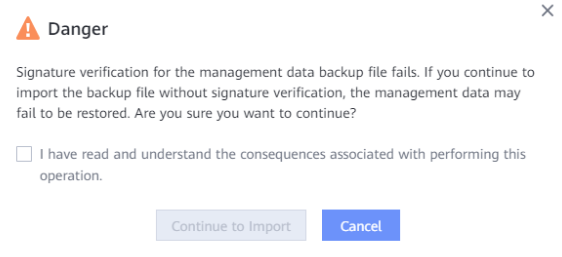 Danger
Signature verification for the management data backup file fails. If you continue to
import the backup file without signature verification, the management data may
fail to be restored. Are you sure you want to continue?
I have read and understand the consequences associated with performing this
operation.
Continue to Import
Cancel